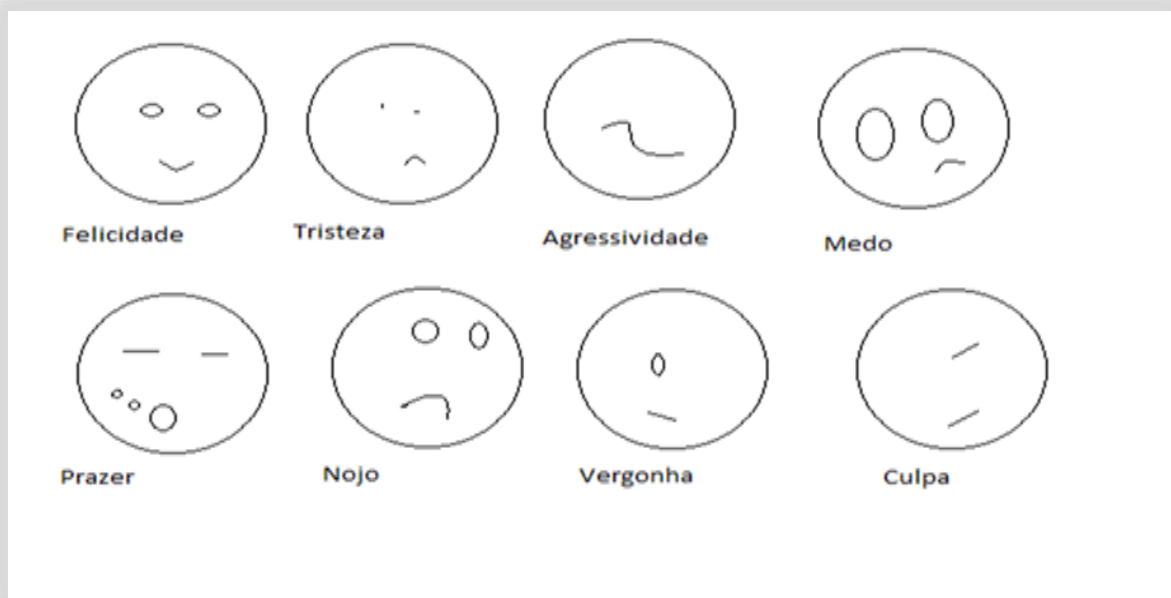 Felicidade
Tristeza
Agressividade
Medo
Prazer
Nojo
Vergonha
Culpa